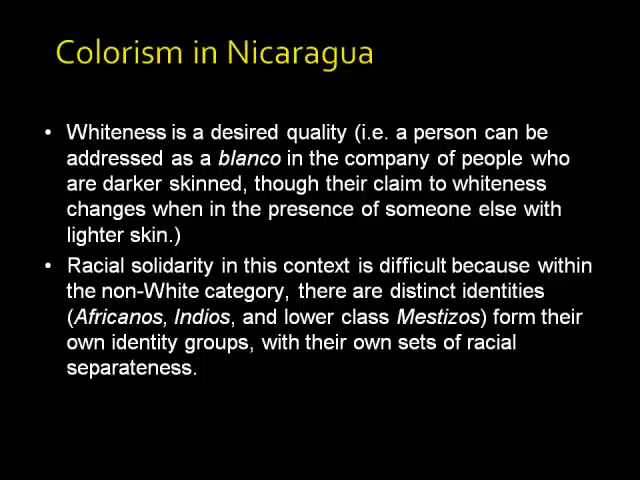 Colorism in Nicaragua
• Whiteness is a desired quality (i.e. a person can be
addressed as a blanco in the company of people who
are darker skinned, though their claim to whiteness
changes when in the presence of someone else with
lighter skin.)
• Racial solidarity in this context is difficult because within
the non-White category, there are distinct identities
(Africanos, Indios, and lower class Mestizos) form their
own identity groups, with their own sets of racial
separateness.